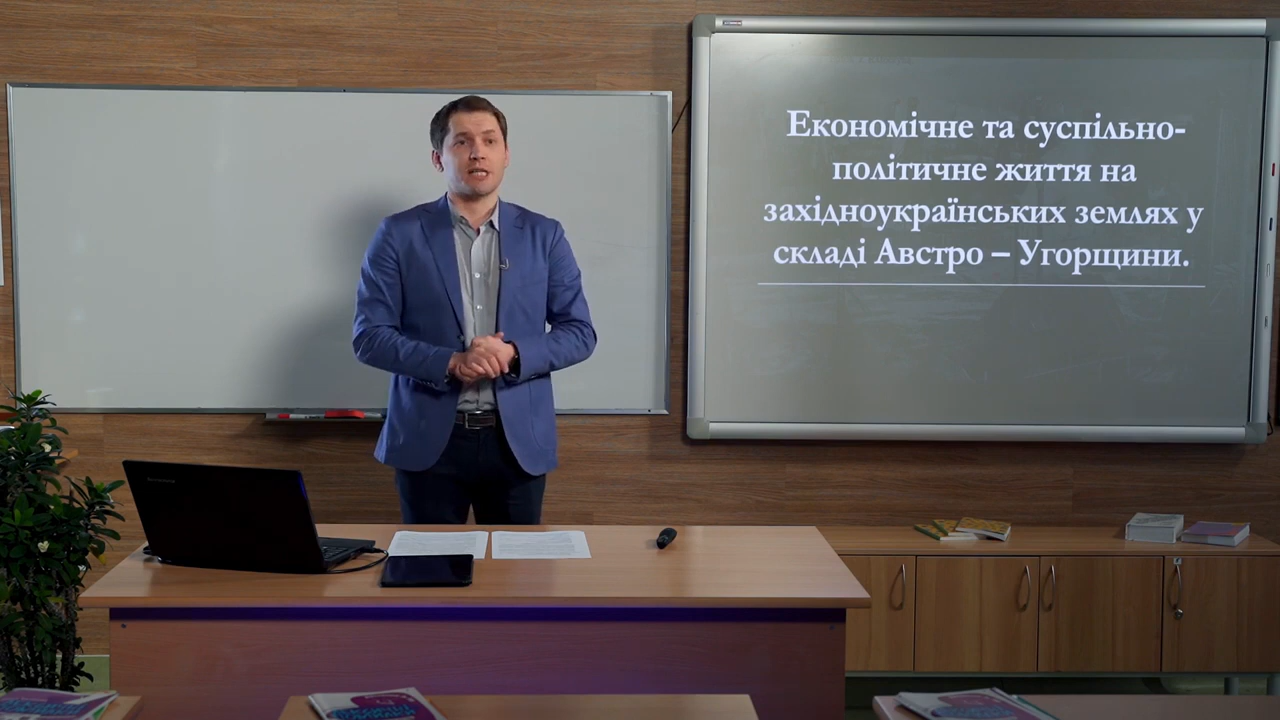 Економічне та суспільно-
політичне життя на
західноукраїнських землях у
складі Австро – Угорщини.